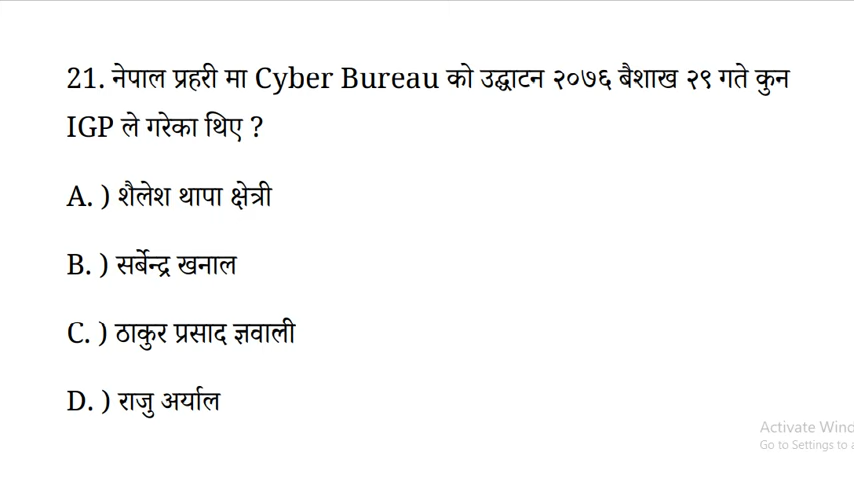 21. नेपाल प्रहरी मा Cyber Bureau को उद्घाटन २०७६ बैशाख २९ गते कुन
IGP ले गरेका थिए ?
A. ) शैलेश थापा क्षेत्री
B. ) सर्बेन्द्र खनाल
C. ) ठाकुर प्रसाद ज्ञवाली
D. ) राजु अर्याल
Activate Wind
Go to Settings to a